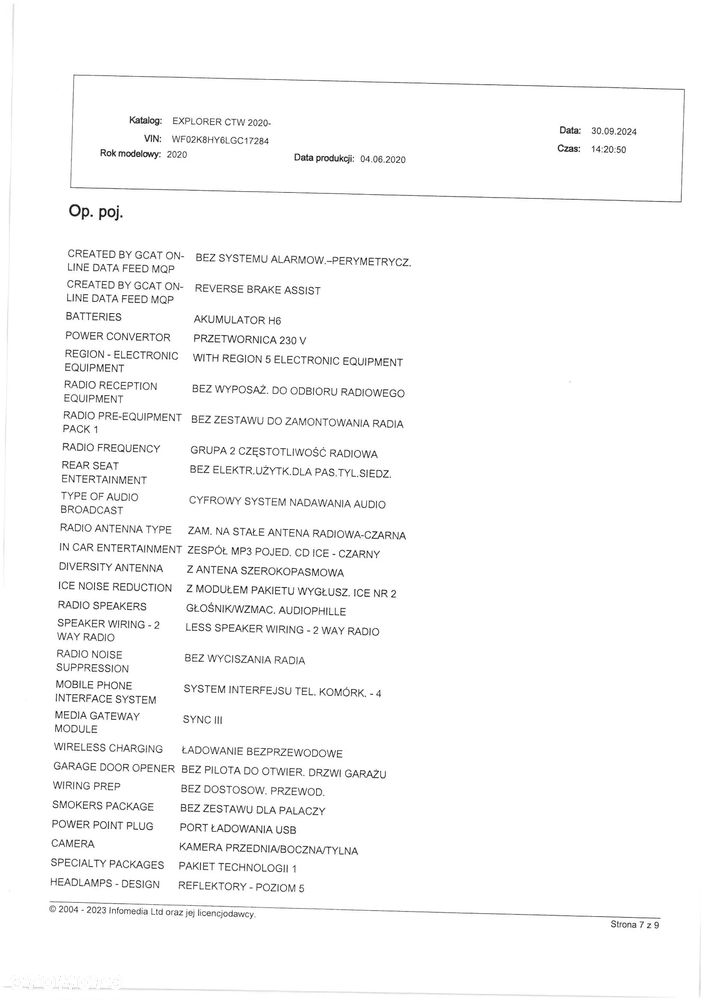 Katalog: EXPLORER CTW 2020-
VIN: WF02K8HY6LGC17284
Rok modelowy: 2020
Data produkcji: 04.06.2020
Data: 30.09.2024
Czas: 14:20:50
Op. poj.
CREATED BY GCAT ON- BEZ SYSTEMU ALARMOW.–PERYMETRYCZ.
LINE DATA FEED MQP
CREATED BY GCAT ON- REVERSE BRAKE ASSIST
LINE DATA FEED MQP
BATTERIES AKUMULATOR H6
POWER CONVERTOR PRZETWORNICA 230 V
REGION - ELECTRONIC WITH REGION 5 ELECTRONIC EQUIPMENT
EQUIPMENT
RADIO RECEPTION BEZ WYPOSAŻ. DO ODBIORU RADIOWEGO
EQUIPMENT
RADIO PRE-EQUIPMENT BEZ ZESTAWU DO ZAMONTOWANIA RADIA
PACK 1
RADIO FREQUENCY GRUPA 2 CZĘSTOTLIWOŚĆ RADIOWA
REAR SEAT BEZ ELEKTR.UŻYTK.DLA PAS.TYL.SIEDZ.
ENTERTAINMENT
TYPE OF AUDIO CYFROWY SYSTEM NADAWANIA AUDIO
BROADCAST
RADIO ANTENNA TYPE ZAM. NA STAŁE ANTENA RADIOWA-CZARNA
IN CAR ENTERTAINMENT ZESPÓŁ MP3 POJED. CD ICE - CZARNY
DIVERSITY ANTENNA Z ANTENA SZEROKOPASMOWA
ICE NOISE REDUCTION Z MODUŁEM PAKIETU WYGŁUSZ. ICE NR 2
RADIO SPEAKERS GŁOŚNIK/WZMAC. AUDIOPHILLE
SPEAKER WIRING - 2 LESS SPEAKER WIRING - 2 WAY RADIO
WAY RADIO
RADIO NOISE BEZ WYCISZANIA RADIA
SUPPRESSION
MOBILE PHONE SYSTEM INTERFEJSU TEL. KOMÓRK. - 4
INTERFACE SYSTEM
MEDIA GATEWAY SYNC III
MODULE
WIRELESS CHARGING ŁADOWANIE BEZPRZEWODOWE
GARAGE DOOR OPENER BEZ PILOTA DO OTWIER. DRZWI GARAŻU
WIRING PREP BEZ DOSTOSOW. PRZEWOD.
SMOKERS PACKAGE BEZ ZESTAWU DLA PALACZY
POWER POINT PLUG PORT ŁADOWANIA USB
CAMERA KAMERA PRZEDNIA/BOCZNA/TYLNA
SPECIALTY PACKAGES PAKIET TECHNOLOGII 1
HEADLAMPS - DESIGN REFLEKTORY - POZIOM 5
© 2004 - 2023 Infomedia Ltd oraz jej licencjodawcy.
Strona 7 z 9